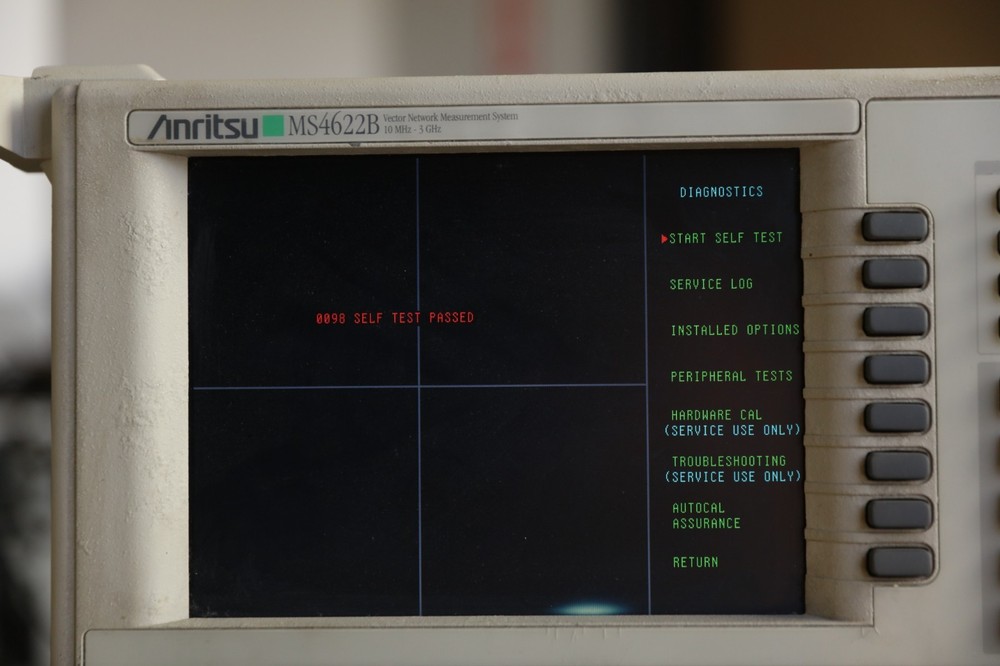 Anritsu MS4622B Vector Network Measurement System
10 MHz - 3 GHz
DIAGNOSTICS
START SELF TEST
SERVICE LOG
0098 SELF TEST PASSED
INSTALLED OPTIONS
PERIPHERAL TESTS
HARDWARE CAL
(SERVICE USE ONLY)
TROUBLESHOOTING
(SERVICE USE ONLY)
AUTOCAL
ASSURANCE
RETURN